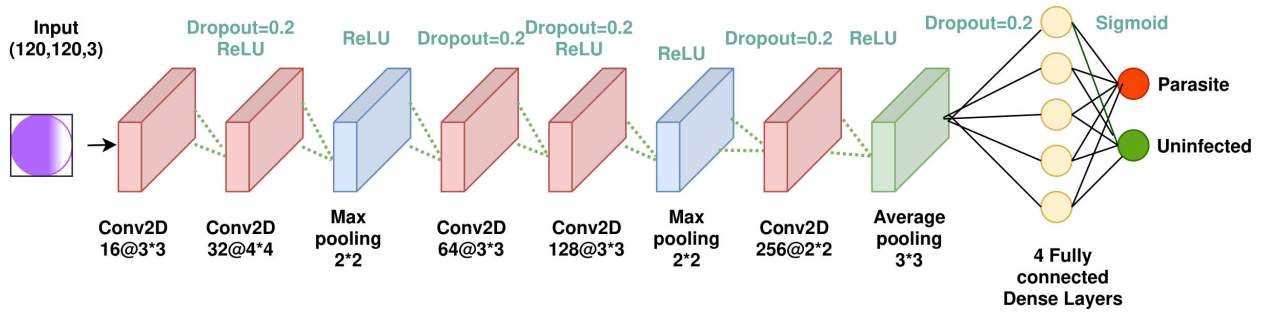 Input
(120,120,3)
Dropout=0.2
ReLU
ReLU
Dropout=0.2
Dropout=0.2
ReLU
ReLU
Dropout=0.2
ReLU
Dropout=0.2
Sigmoid
Parasite
Uninfected
Conv2D
16@3*3
Conv2D
32@4*4
Max
pooling
2*2
Conv2D
64@3*3
Conv2D
128@3*3
Max
pooling
2*2
Conv2D
256@2*2
Average
pooling
3*3
4 Fully
connected
Dense Layers